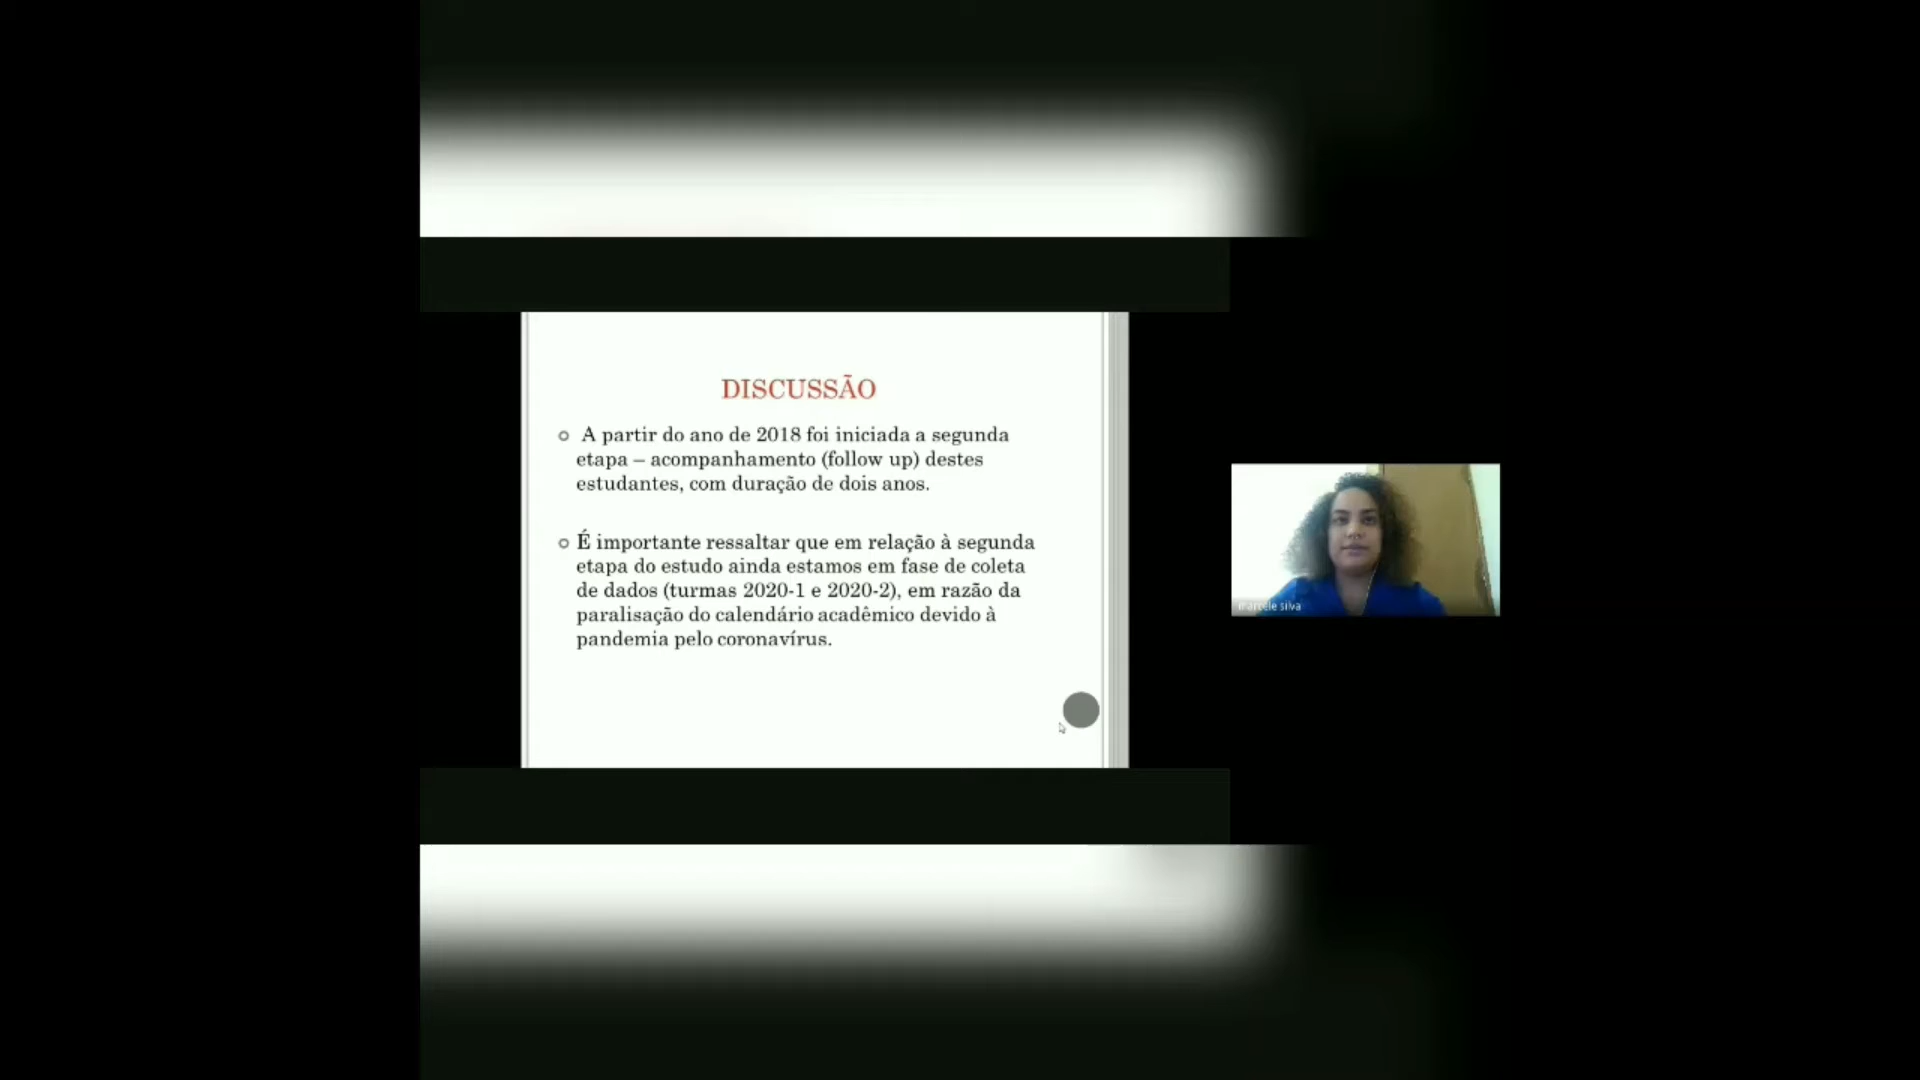 DISCUSSÃO
A partir do ano de 2018 foi iniciada a segunda
etapa – acompanhamento (follow up) destes
estudantes, com duração de dois anos.
É importante ressaltar que em relação à segunda
etapa do estudo ainda estamos em fase de coleta
de dados (turmas 2020-1 e 2020-2), em razão da
paralisação do calendário acadêmico devido à
pandemia pelo coronavírus.
marcele silva